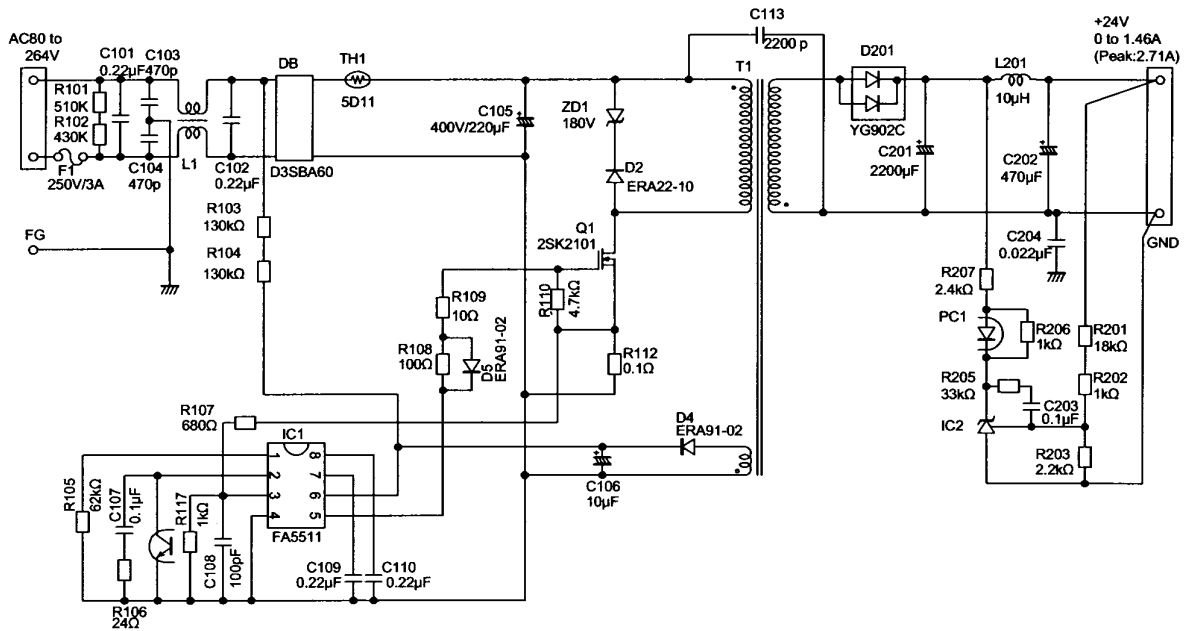 AC80 to
264V
C101
0.22µF
C103
470p
R101
510K
R102
430K
F1
250V/3A
C104
470p
L1
C102
0.22µF
DB
D3SBA60
TH1
5D11
C105
400V/220µF
ZD1
180V
D2
ERA22-10
C113
2200 p
T1
D201
YG902C
C201
2200µF
L201
10µH
C202
470µF
+24V
0 to 1.46A
(Peak:2.71A)
GND
C204
0.022µF
FG
R103
130kΩ
R104
130kΩ
Q1
2SK2101
R109
10Ω
R108
100Ω
D5
ERA91-02
R110
4.7kΩ
R112
0.1Ω
R107
680Ω
D4
ERA91-02
C106
10µF
IC1
1
2
3
4
8
7
6
5
FA5511
R105
62kΩ
C107
0.1µF
R117
1kΩ
C108
100pF
R106
24Ω
C109
0.22µF
C110
0.22µF
R207
2.4kΩ
PC1
R206
1kΩ
R201
18kΩ
R205
33kΩ
R202
1kΩ
C203
0.1µF
IC2
R203
2.2kΩ